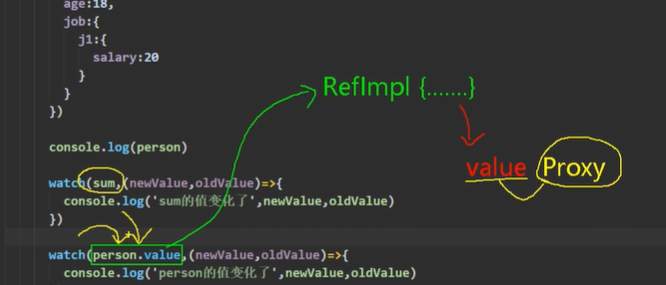 age:18,
job:{
j1:{
salary:20
}
}
})
console.log(person)
watch(sum,(newValue,oldValue)=>{
console.log('sum的值变化了',newValue,oldValue)
})
watch(person.value,(newValue,oldValue)=>{
console.log('person的值变化了',newValue,oldValue)
RefImpl {.......}
value Proxy